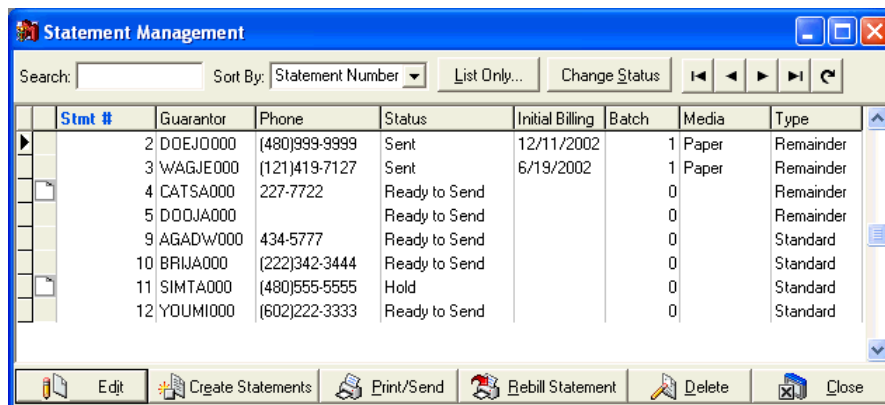 Statement Management
Search: Sort By: Statement Number List Only... Change Status
Stmt # Guarantor Phone Status Initial Billing Batch Media Type
2 DOEJO000 (480)999-9999 Sent 12/11/2002 1 Paper Remainder
3 WAGJE000 (121)419-7127 Sent 6/19/2002 1 Paper Remainder
4 CATSA000 227-7722 Ready to Send 0 Remainder
5 DOOJA000 Ready to Send 0 Remainder
9 AGADW000 434-5777 Ready to Send 0 Standard
10 BRIJA000 (222)342-3444 Ready to Send 0 Standard
11 SIMTA000 (480)555-5555 Hold 0 Standard
12 YOUMI000 (602)222-3333 Ready to Send 0 Standard
Edit Create Statements Print/Send Rebill Statement Delete Close